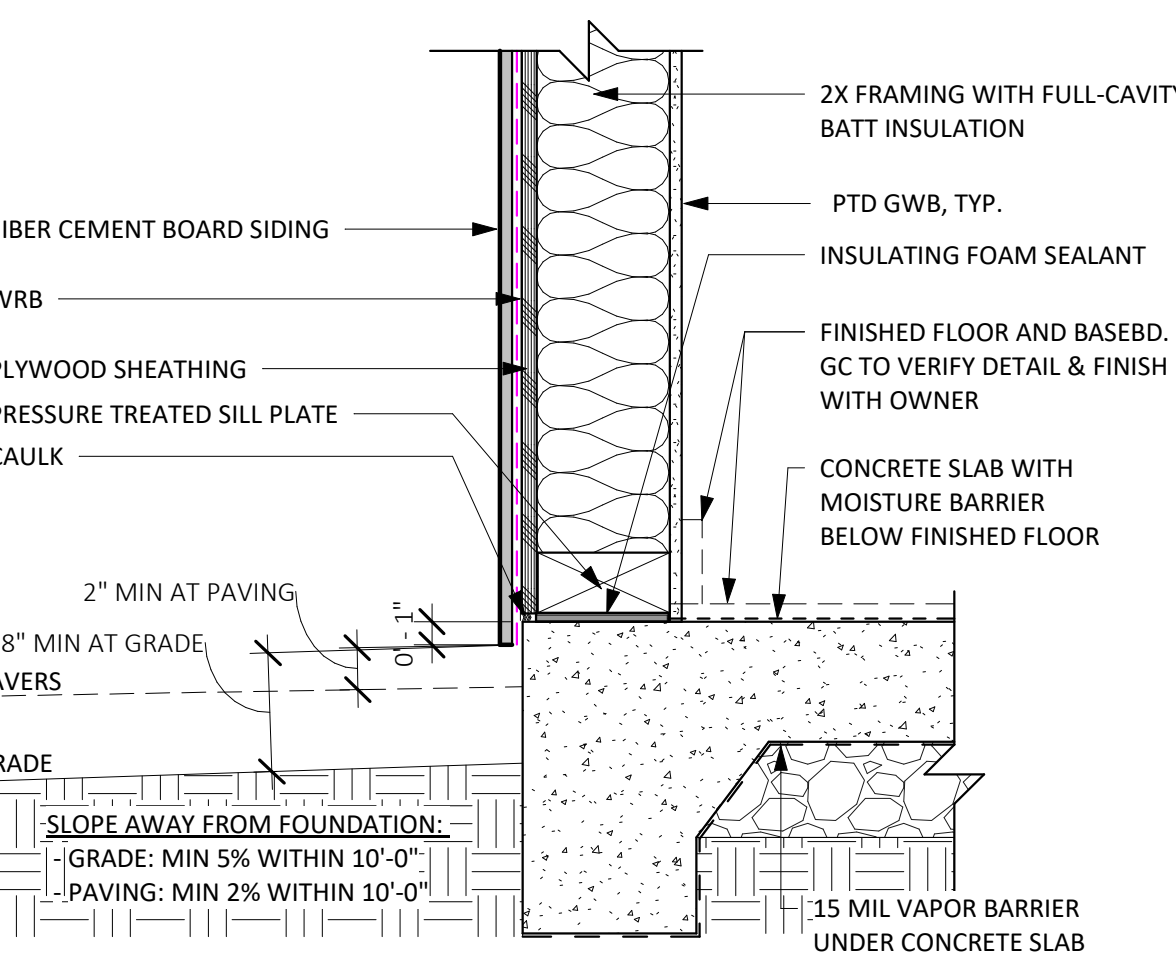 2X FRAMING WITH FULL-CAVITY
BATT INSULATION
PTD GWB, TYP.
INSULATING FOAM SEALANT
FINISHED FLOOR AND BASEBD.
GC TO VERIFY DETAIL & FINISH
WITH OWNER
CONCRETE SLAB WITH
MOISTURE BARRIER
BELOW FINISHED FLOOR
IBER CEMENT BOARD SIDING
WRB
PLYWOOD SHEATHING
PRESSURE TREATED SILL PLATE
CAULK
2" MIN AT PAVING
0' - 1"
8" MIN AT GRADE
AVERS
RADE
SLOPE AWAY FROM FOUNDATION:
- GRADE: MIN 5% WITHIN 10'-0"
- PAVING: MIN 2% WITHIN 10'-0"
15 MIL VAPOR BARRIER
UNDER CONCRETE SLAB